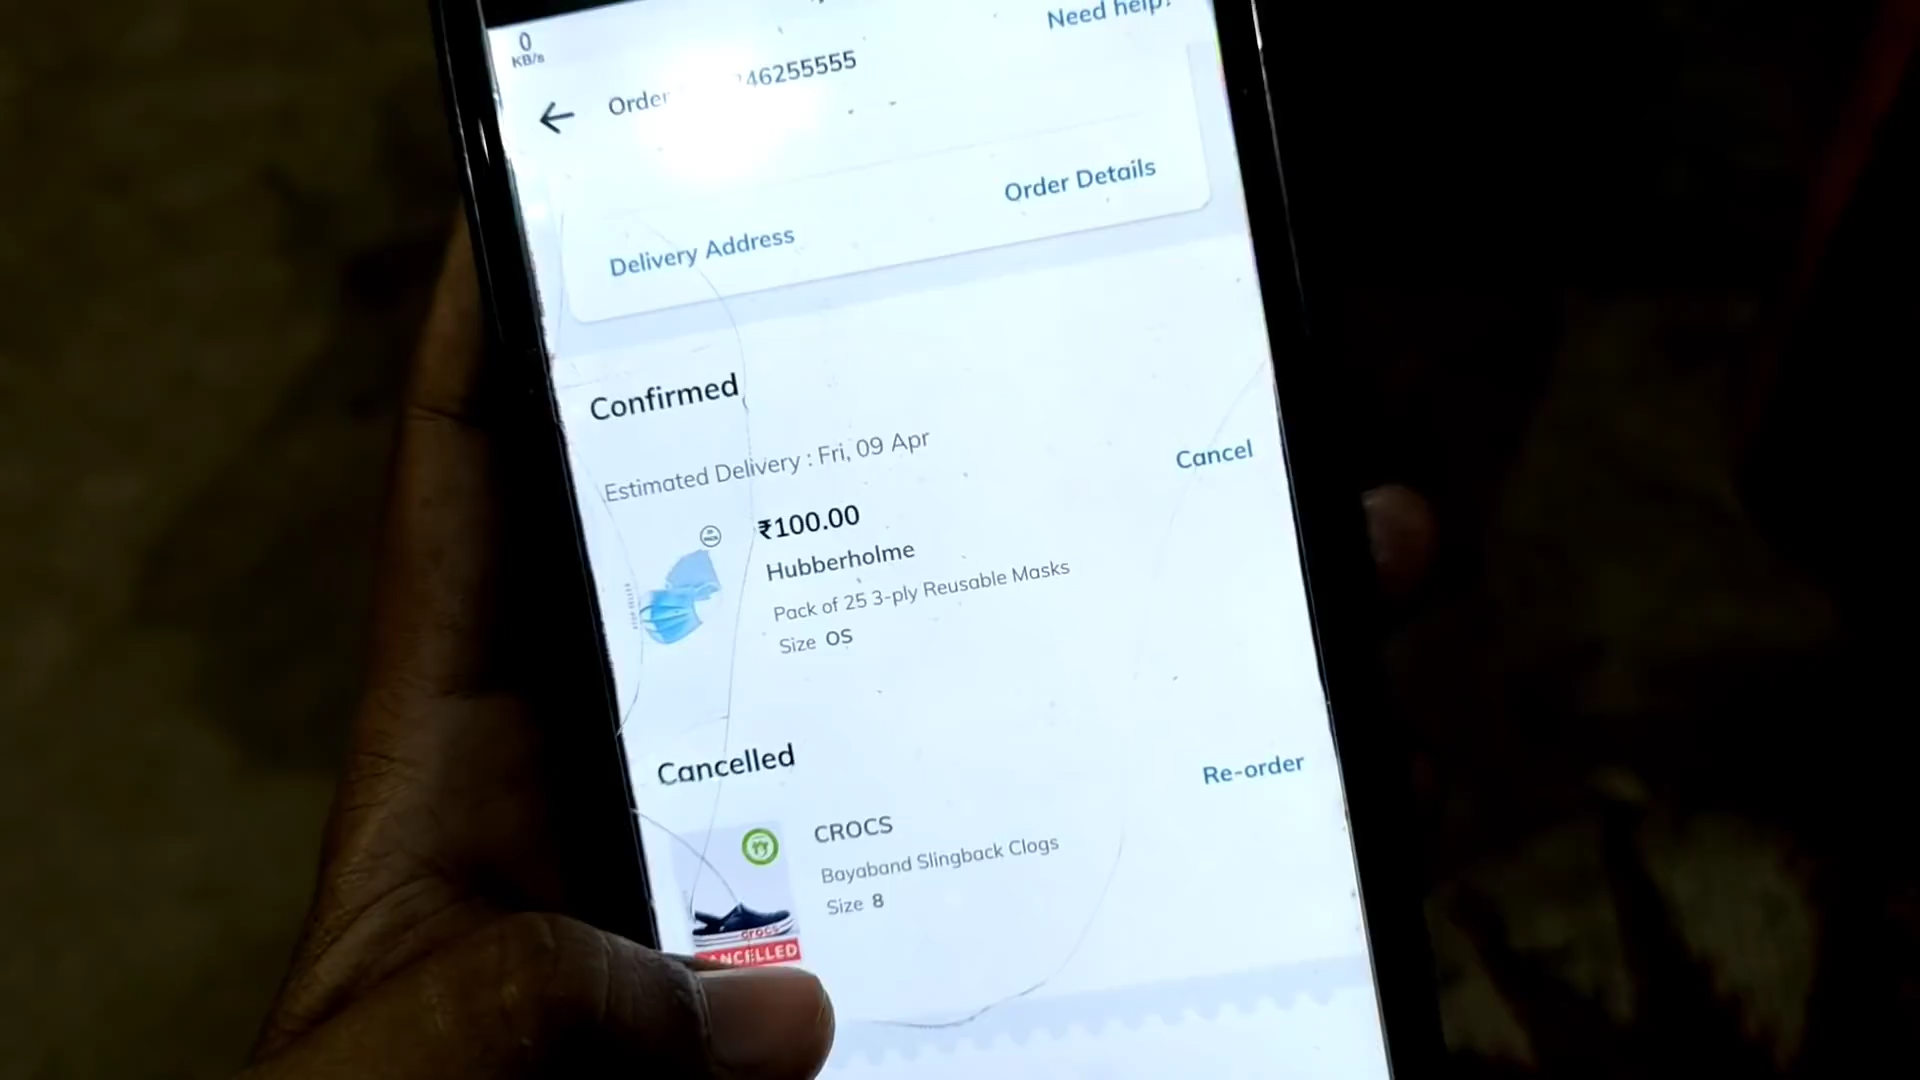 0
KB/s
Need help?
Order 46255555
Order Details
Delivery Address
Confirmed
Estimated Delivery : Fri, 09 Apr
Cancel
₹100.00
Hubberholme
Pack of 25 3-ply Reusable Masks
Size OS
Cancelled
Re-order
CROCS
Bayaband Slingback Clogs
Size 8
crocs
CANCELLED